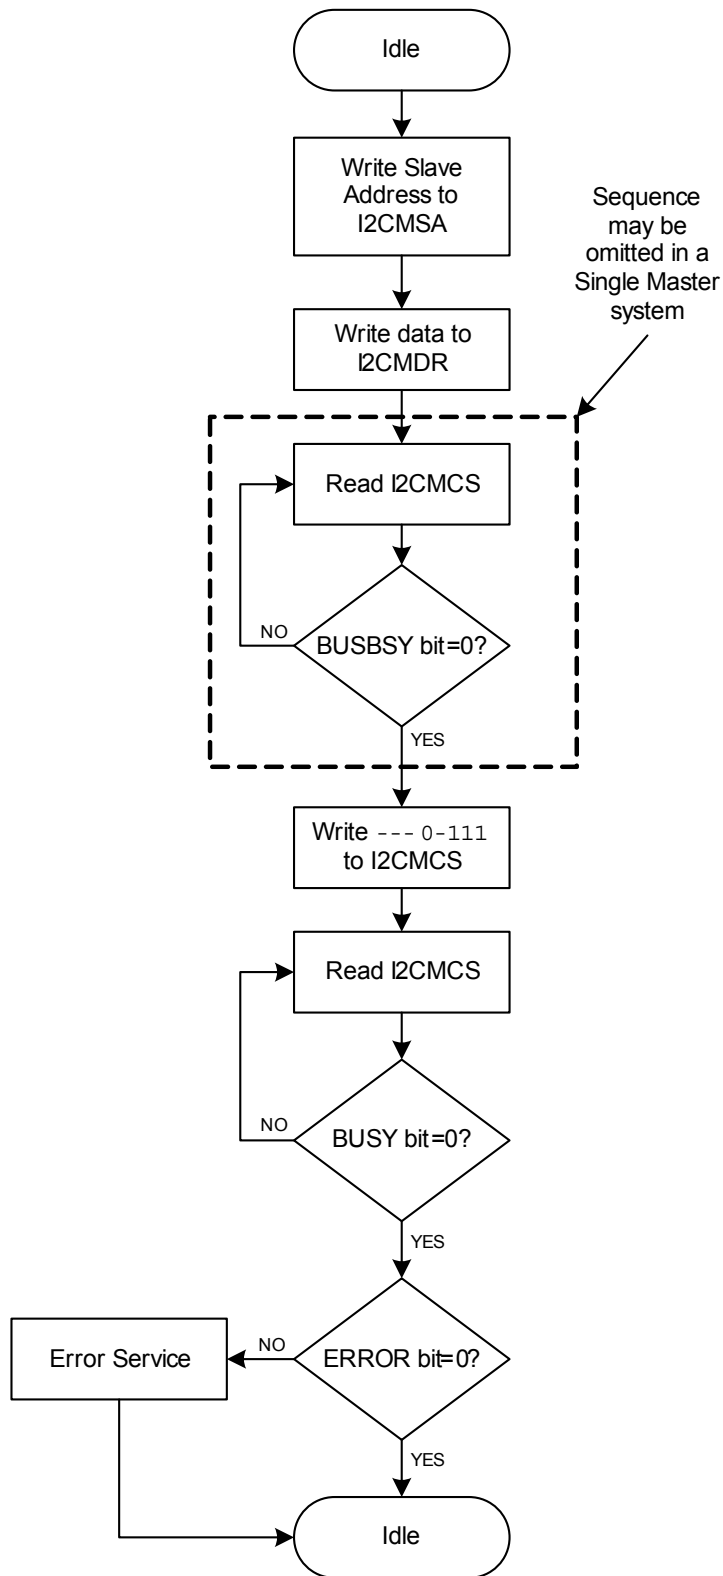 Idle
Write Slave
Address to
I2CMSA
Sequence
may be
omitted in a
Single Master
system
Write data to
I2CMDR
Read I2CMCS
NO
BUSBSY bit=0?
YES
Write --- 0-111
to I2CMCS
Read I2CMCS
NO
BUSY bit=0?
YES
Error Service
NO
ERROR bit=0?
YES
Idle